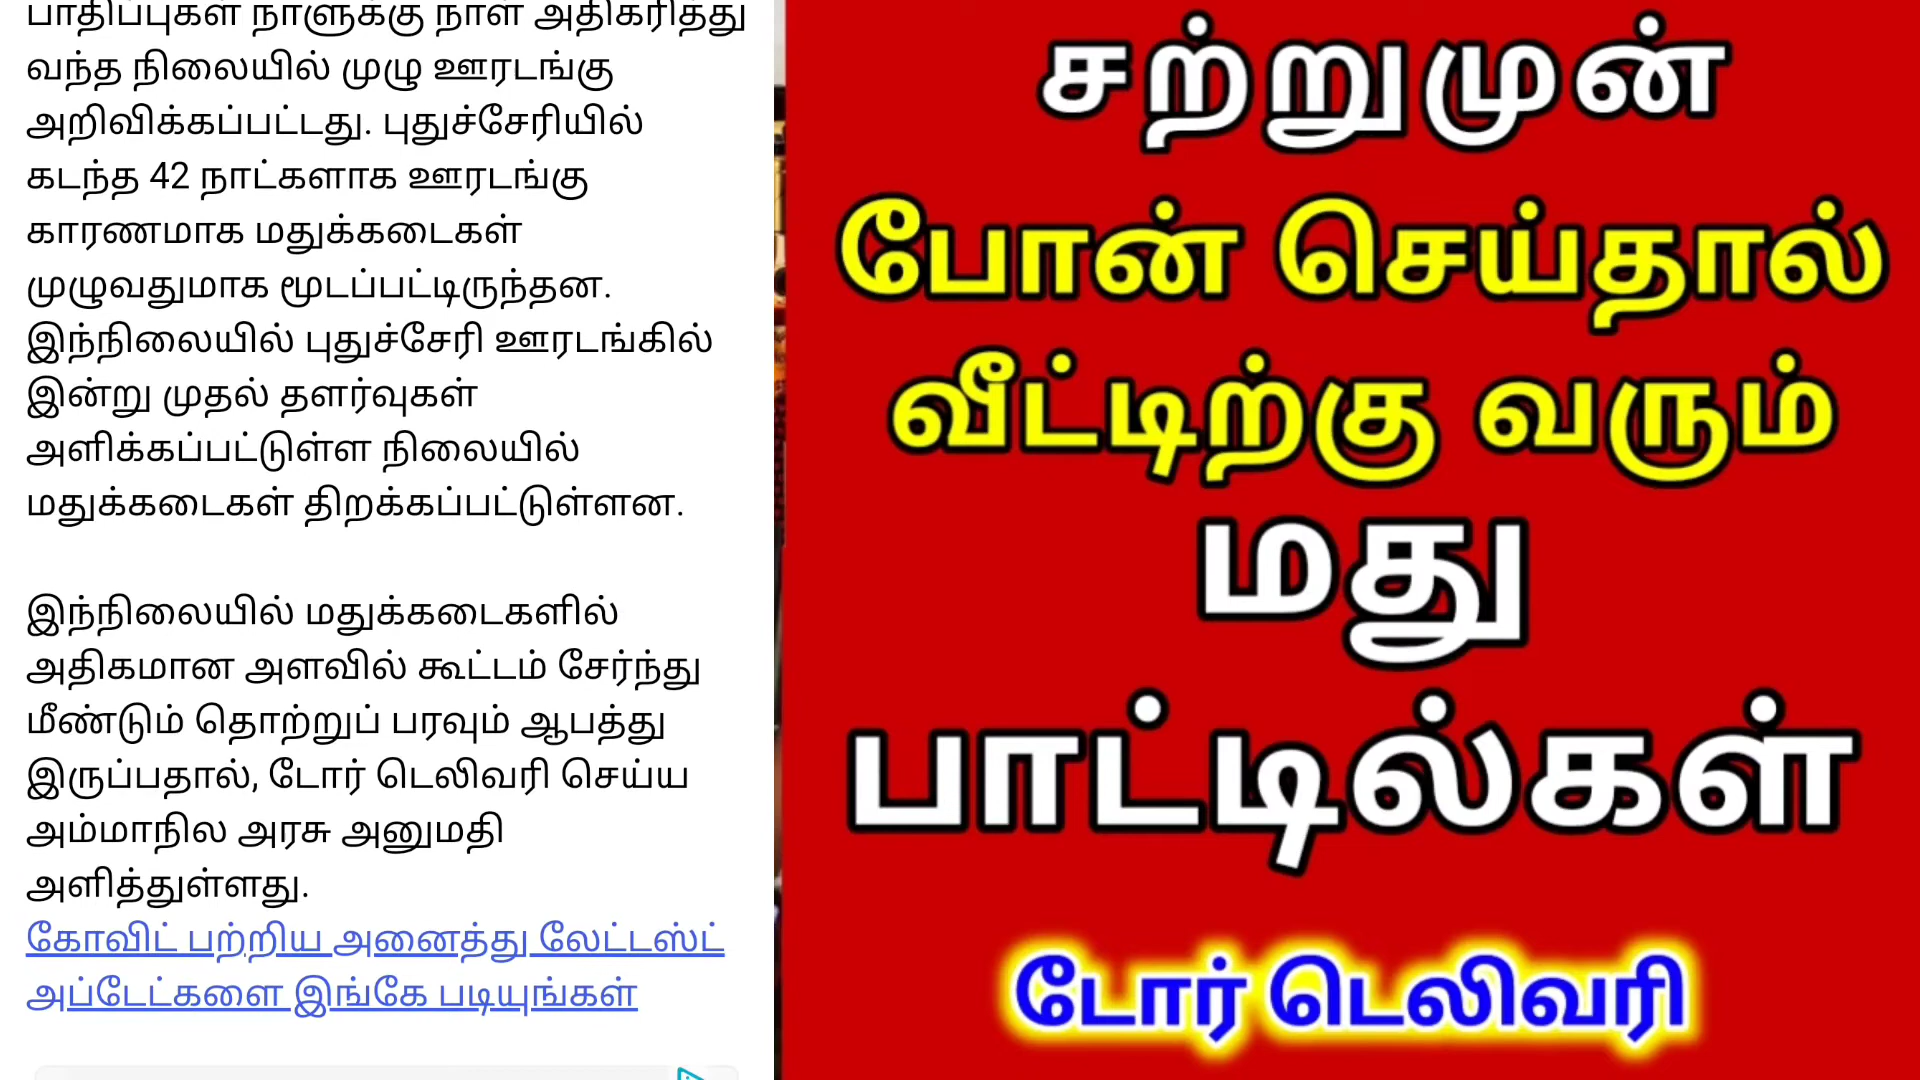 பாதிப்புகள் நாளுக்கு நாள் அதிகரித்து
வந்த நிலையில் முழு ஊரடங்கு
அறிவிக்கப்பட்டது. புதுச்சேரியில்
கடந்த 42 நாட்களாக ஊரடங்கு
காரணமாக மதுக்கடைகள்
முழுவதுமாக மூடப்பட்டிருந்தன.
இந்நிலையில் புதுச்சேரி ஊரடங்கில்
இன்று முதல் தளர்வுகள்
அளிக்கப்பட்டுள்ள நிலையில்
மதுக்கடைகள் திறக்கப்பட்டுள்ளன.
இந்நிலையில் மதுக்கடைகளில்
அதிகமான அளவில் கூட்டம் சேர்ந்து
மீண்டும் தொற்றுப் பரவும் ஆபத்து
இருப்பதால், டோர் டெலிவரி செய்ய
அம்மாநில அரசு அனுமதி
அளித்துள்ளது.
கோவிட் பற்றிய அனைத்து லேட்டஸ்ட்
அப்டேட்களை இங்கே படியுங்கள்
சற்றுமுன்
போன் செய்தால்
வீட்டிற்கு வரும்
மது
பாட்டில்கள்
டோர் டெலிவரி